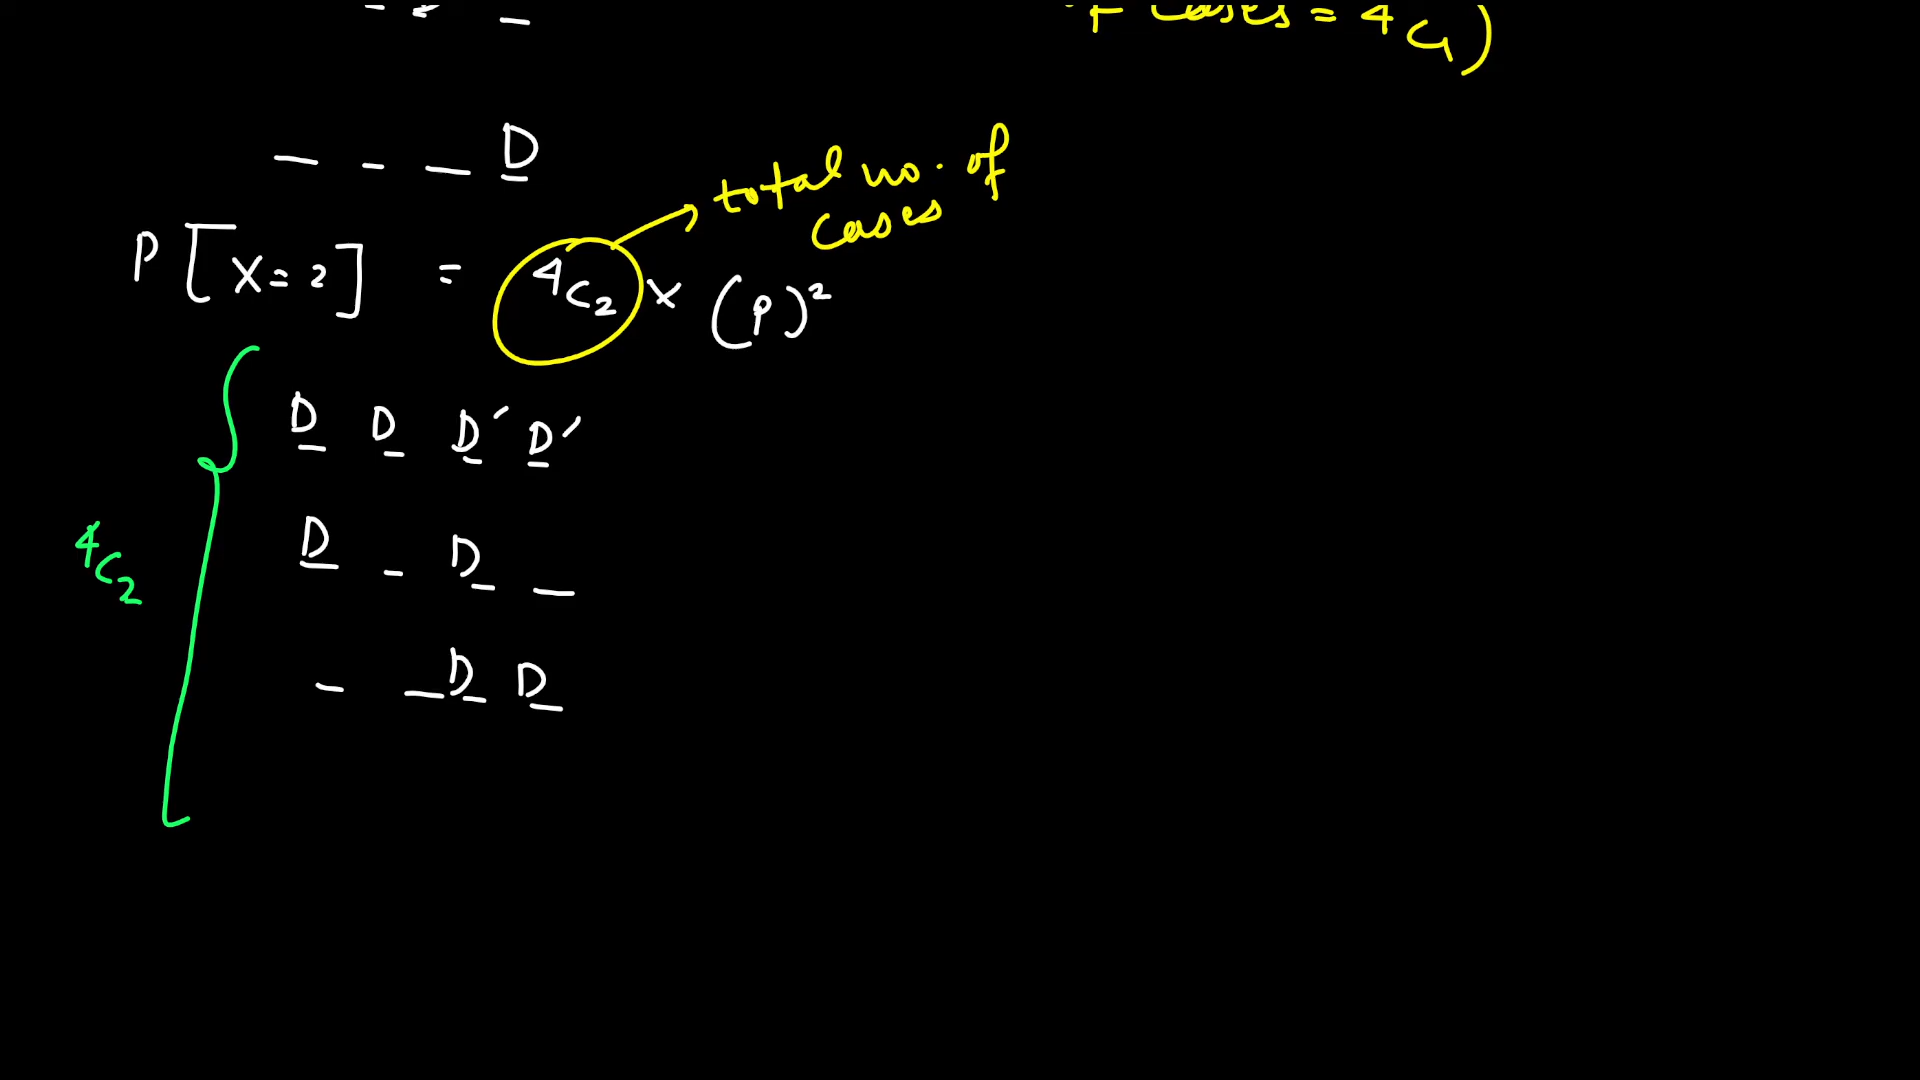 cases = 4C1)
_ _ _ D
total no. of
cases
P[X=2] = 4C2 x (P)²
D D D' D'
D _ D _
4C2
_ _ D D